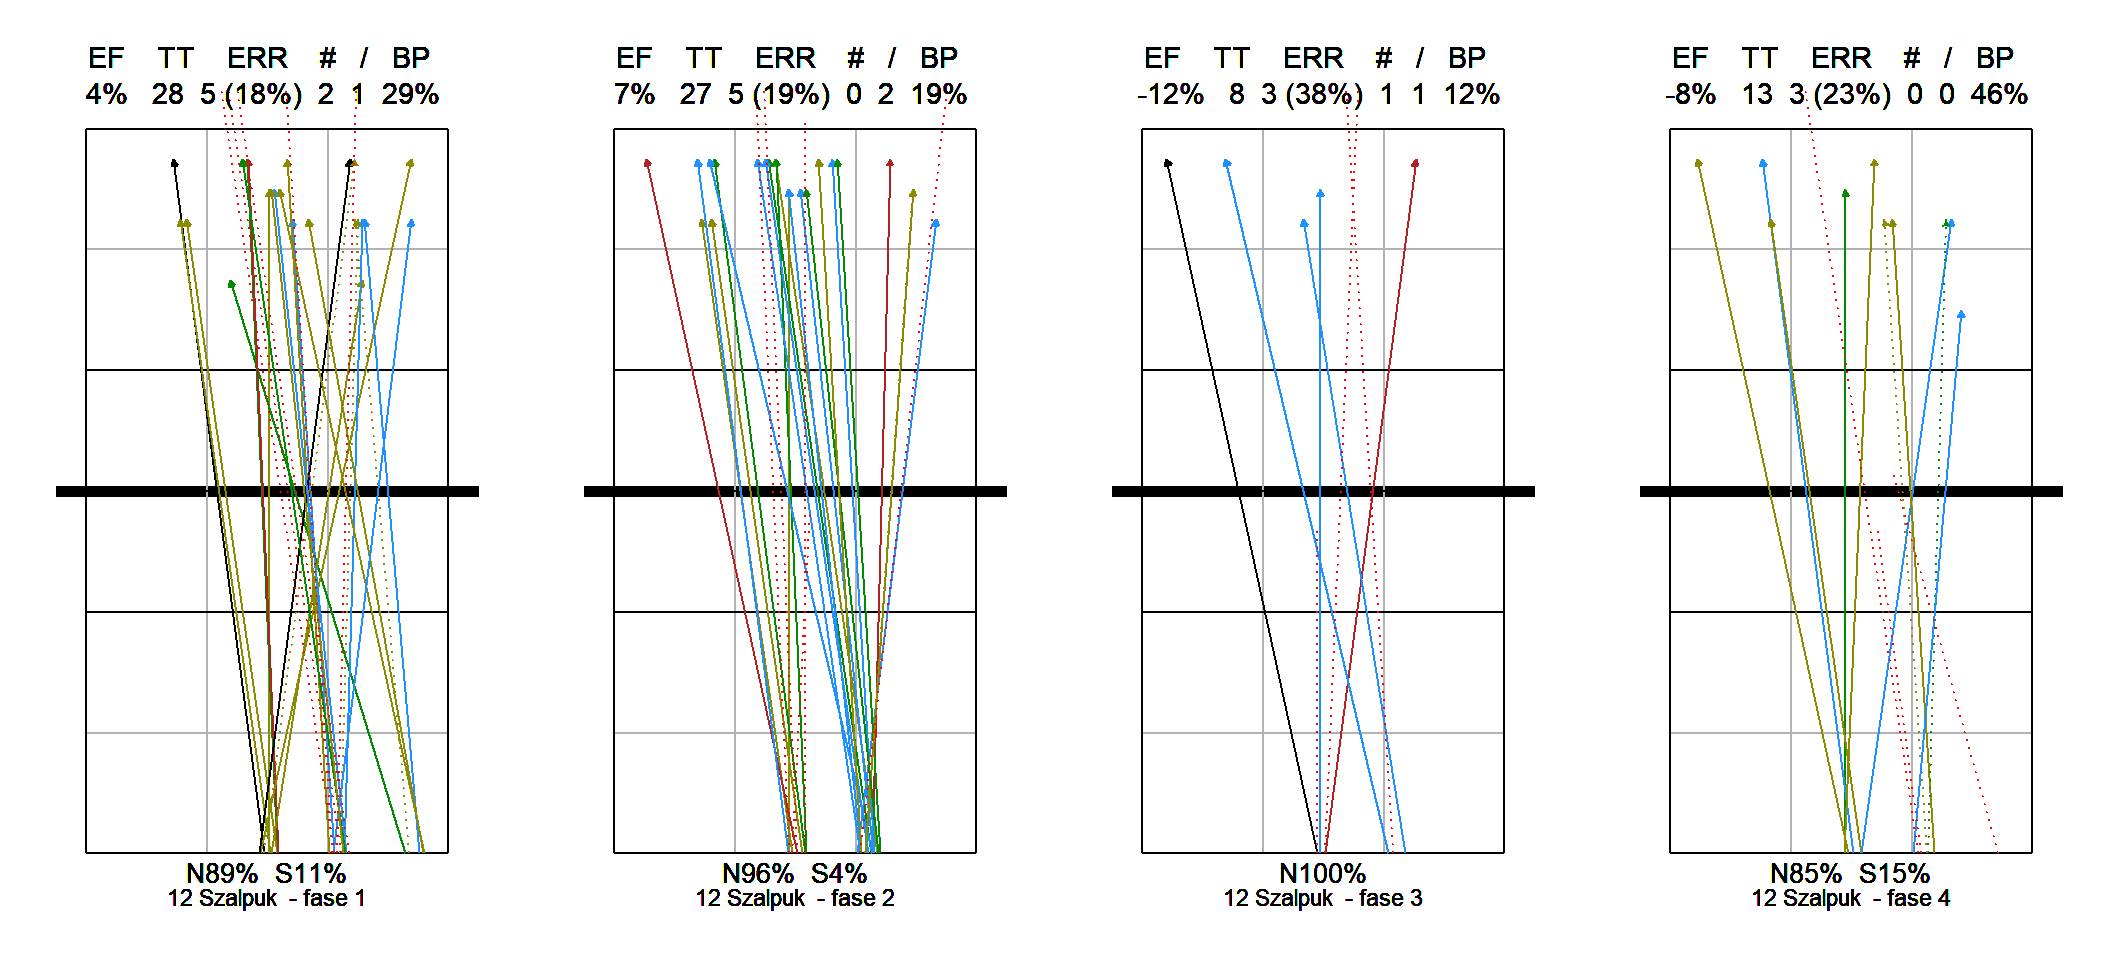 EF TT ERR # / BP
4% 28 5 (18%) 2 1 29%
N89% S11%
12 Szalpuk - fase 1
EF TT ERR # / BP
7% 27 5 (19%) 0 2 19%
N96% S4%
12 Szalpuk - fase 2
EF TT ERR # / BP
-12% 8 3 (38%) 1 1 12%
N100%
12 Szalpuk - fase 3
EF TT ERR # / BP
-8% 13 3 (23%) 0 0 46%
N85% S15%
12 Szalpuk - fase 4